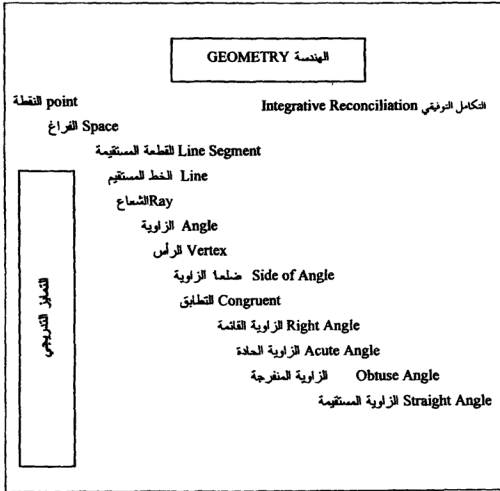 الهندسة GEOMETRY
النقطة point
التكامل التوفيقي Integrative Reconciliation
الفراغ Space
القطعة المستقيمة Line Segment
الخط المستقيم Line
الشعاع Ray
الزاوية Angle
الرأس Vertex
ضلعا الزاوية Side of Angle
التطابق Congruent
الزاوية القائمة Right Angle
الزاوية الحادة Acute Angle
الزاوية المنفرجة Obtuse Angle
الزاوية المستقيمة Straight Angle
التمايز التدريجي